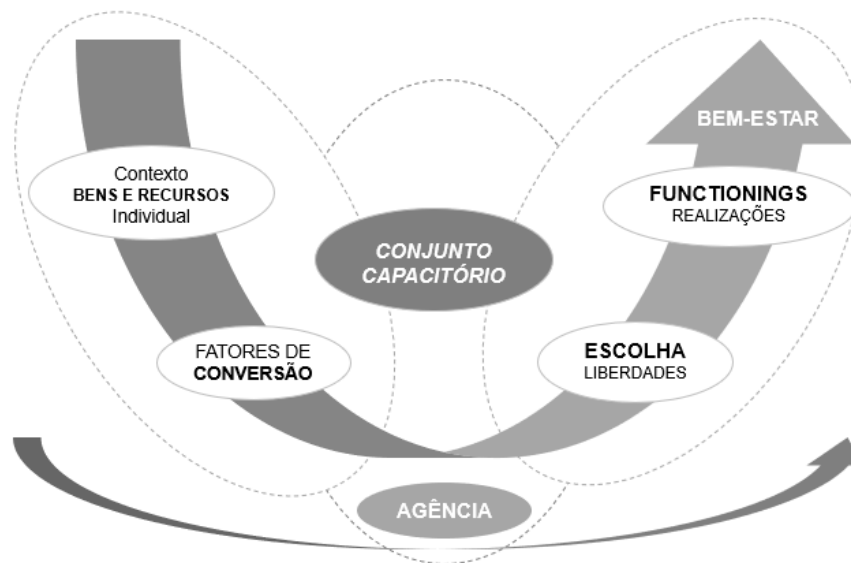 Contexto
BENS E RECURSOS
Individual
FATORES DE
CONVERSÃO
CONJUNTO
CAPACITÓRIO
AGÊNCIA
ESCOLHA
LIBERDADES
FUNCTIONINGS
REALIZAÇÕES
BEM-ESTAR